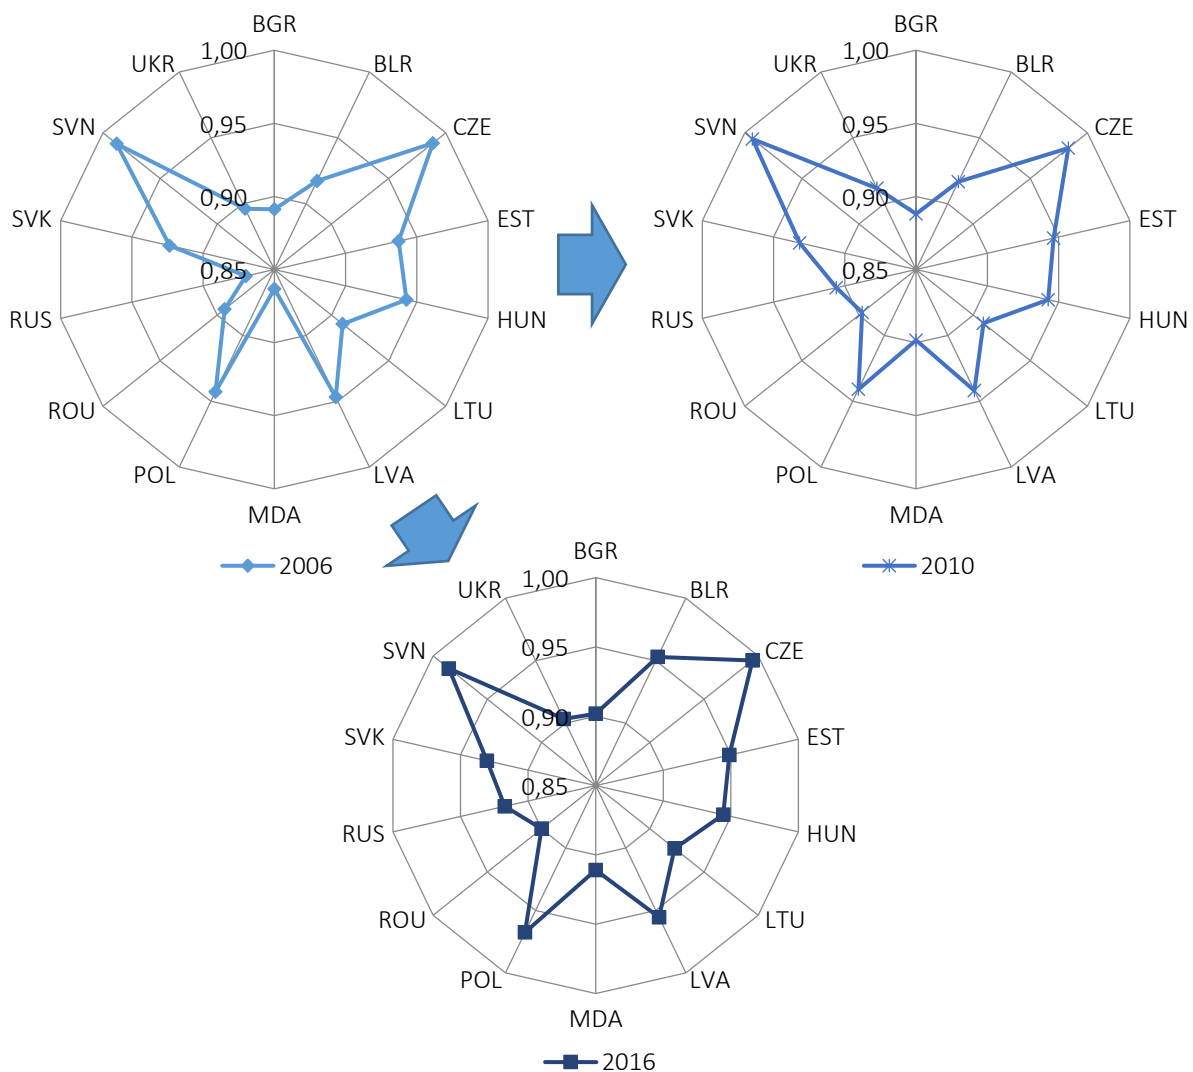 BGR
1,00
UKR
BLR
SVN
0,95
CZE
0,90
SVK
EST
0,85
RUS
HUN
ROU
LTU
POL
LVA
MDA
2006
BGR
1,00
UKR
BLR
SVN
0,95
CZE
0,90
SVK
EST
0,85
RUS
HUN
ROU
LTU
POL
LVA
MDA
2010
BGR
1,00
UKR
BLR
SVN
0,95
CZE
0,90
SVK
EST
0,85
RUS
HUN
ROU
LTU
POL
LVA
MDA
2016